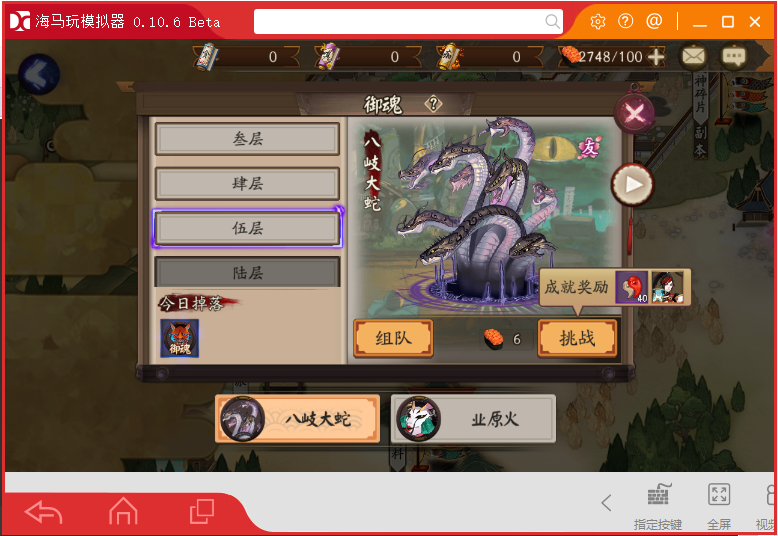 海马玩模拟器 0.10.6 Beta
0
0
0
2748/100
御魂
?
神碎片
副本
叁层
肆层
伍层
陆层
今日掉落
御魂
八岐大蛇
友
成就奖励
40
组队
6
挑战
八岐大蛇
业原火
料
指定按键
全屏
视频